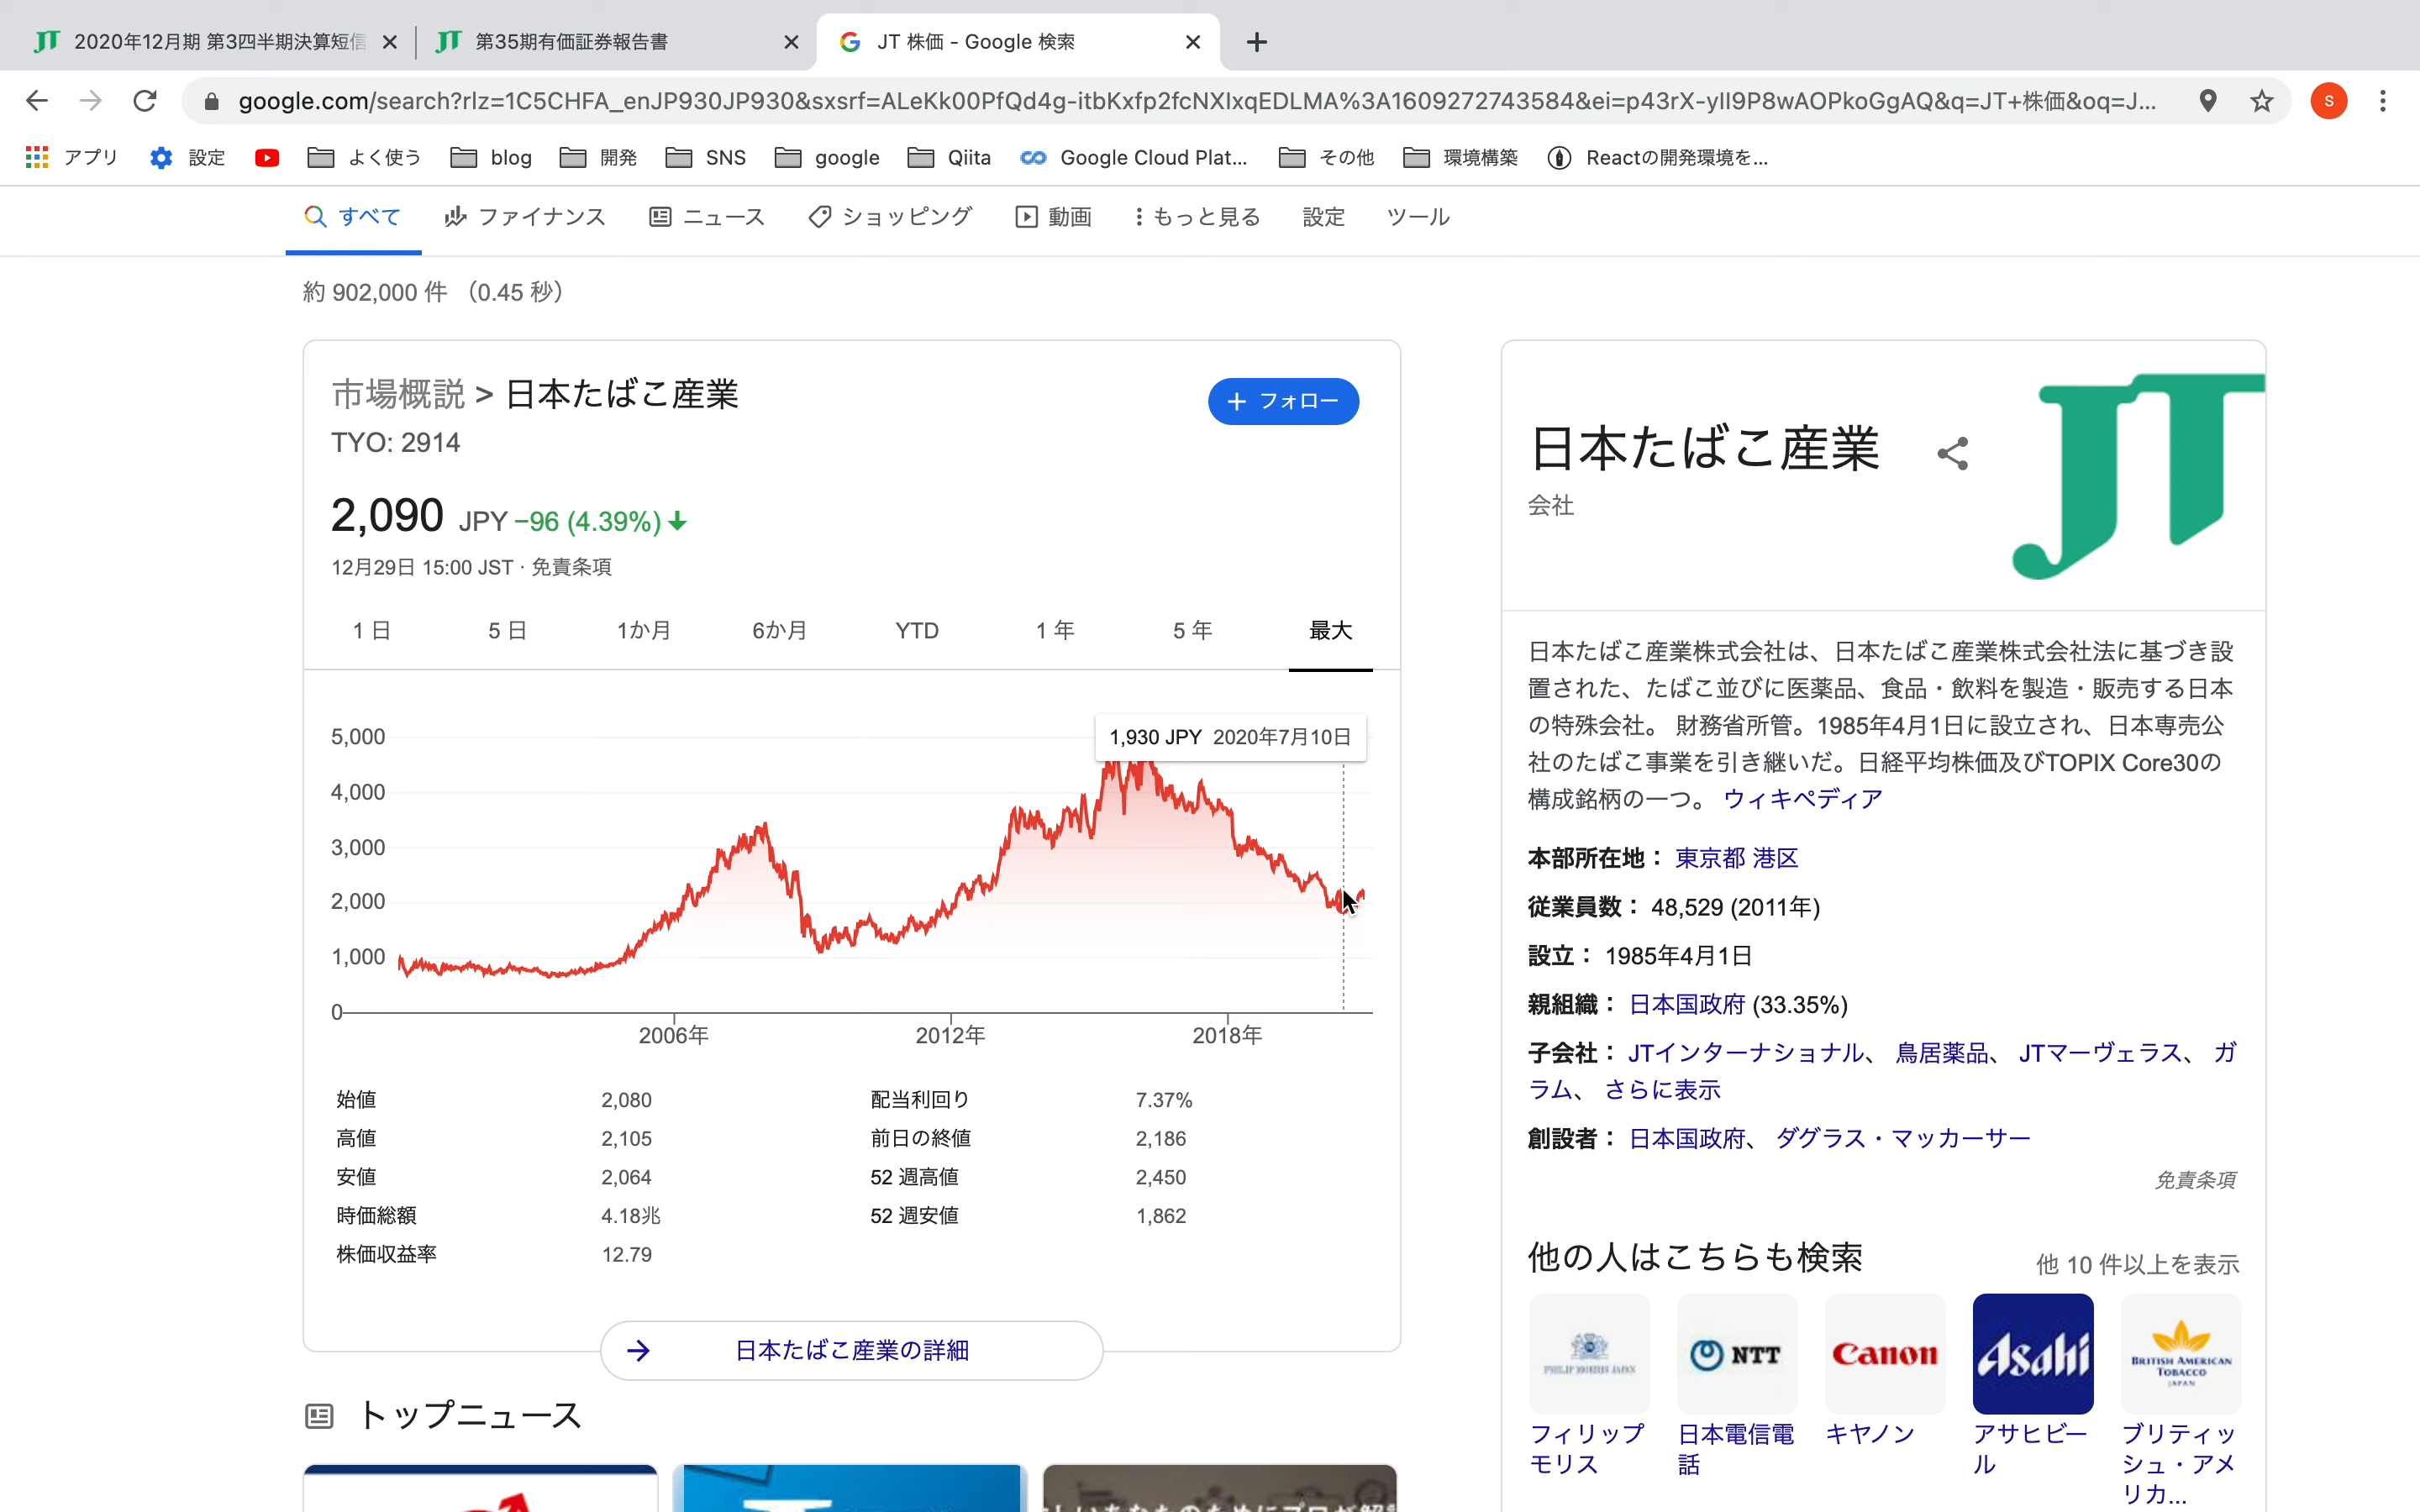 JT 2020年12月期 第3四半期決算短信
JT 第35期有価証券報告書
JT 株価 - Google 検索
google.com/search?rlz=1C5CHFA_enJP930JP930&sxsrf=ALeKk00PfQd4g-itbKxfp2fcNXIxqEDLMA%3A1609272743584&ei=p43rX-yII9P8wAOPkoGgAQ&q=JT+株価&oq=J...
S
アプリ
設定
よく使う
blog
開発
SNS
google
Qiita
Google Cloud Plat...
その他
環境構築
Reactの開発環境を...
すべて
ファイナンス
ニュース
ショッピング
動画
もっと見る
設定
ツール
約 902,000 件 （0.45 秒）
市場概説 > 日本たばこ産業
TYO: 2914
+ フォロー
2,090 JPY −96 (4.39%)
12月29日 15:00 JST · 免責条項
1 日
5 日
1か月
6か月
YTD
1 年
5 年
最大
1,930 JPY 2020年7月10日
5,000
4,000
3,000
2,000
1,000
0
2006年
2012年
2018年
始値 2,080 配当利回り 7.37%
高値 2,105 前日の終値 2,186
安値 2,064 52 週高値 2,450
時価総額 4.18兆 52 週安値 1,862
株価収益率 12.79
日本たばこ産業の詳細
トップニュース
日本たばこ産業
会社
JT
日本たばこ産業株式会社は、日本たばこ産業株式会社法に基づき設
置された、たばこ並びに医薬品、食品・飲料を製造・販売する日本
の特殊会社。 財務省所管。1985年4月1日に設立され、日本専売公
社のたばこ事業を引き継いだ。日経平均株価及びTOPIX Core30の
構成銘柄の一つ。 ウィキペディア
本部所在地： 東京都 港区
従業員数： 48,529 (2011年)
設立： 1985年4月1日
親組織： 日本国政府 (33.35%)
子会社： JTインターナショナル、 鳥居薬品、 JTマーヴェラス、 ガ
ラム、 さらに表示
創設者： 日本国政府、 ダグラス・マッカーサー
免責条項
他の人はこちらも検索
他 10 件以上を表示
PHILIP MORRIS JAPAN
NTT
Canon
Asahi
BRITISH AMERICAN
TOBACCO
JAPAN
フィリップ
モリス
日本電信電
話
キヤノン
アサヒビー
ル
ブリティッ
シュ・アメ
リカ...